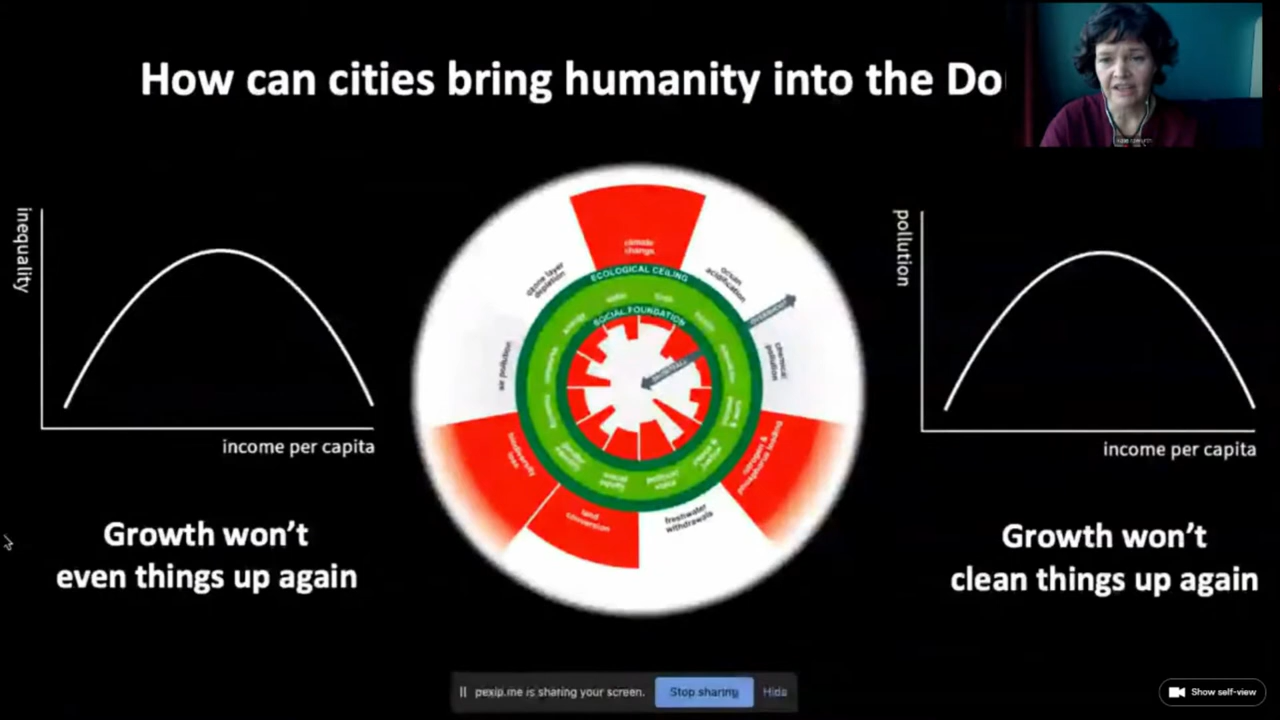 How can cities bring humanity into the Do
inequality
income per capita
Growth won't
even things up again
climate
change
ozone layer
depletion
ocean
acidification
air pollution
chemical
pollution
ECOLOGICAL CEILING
OVERSHOOT
water
food
health
energy
SOCIAL FOUNDATION
SHORTFALL
networks
education
housing
income
& work
gender
equality
peace &
justice
social
equity
political
voice
biodiversity
loss
nitrogen &
phosphorus loading
land
conversion
freshwater
withdrawals
pollution
income per capita
Growth won't
clean things up again
pexip.me is sharing your screen.
Stop sharing
Hide
Show self-view